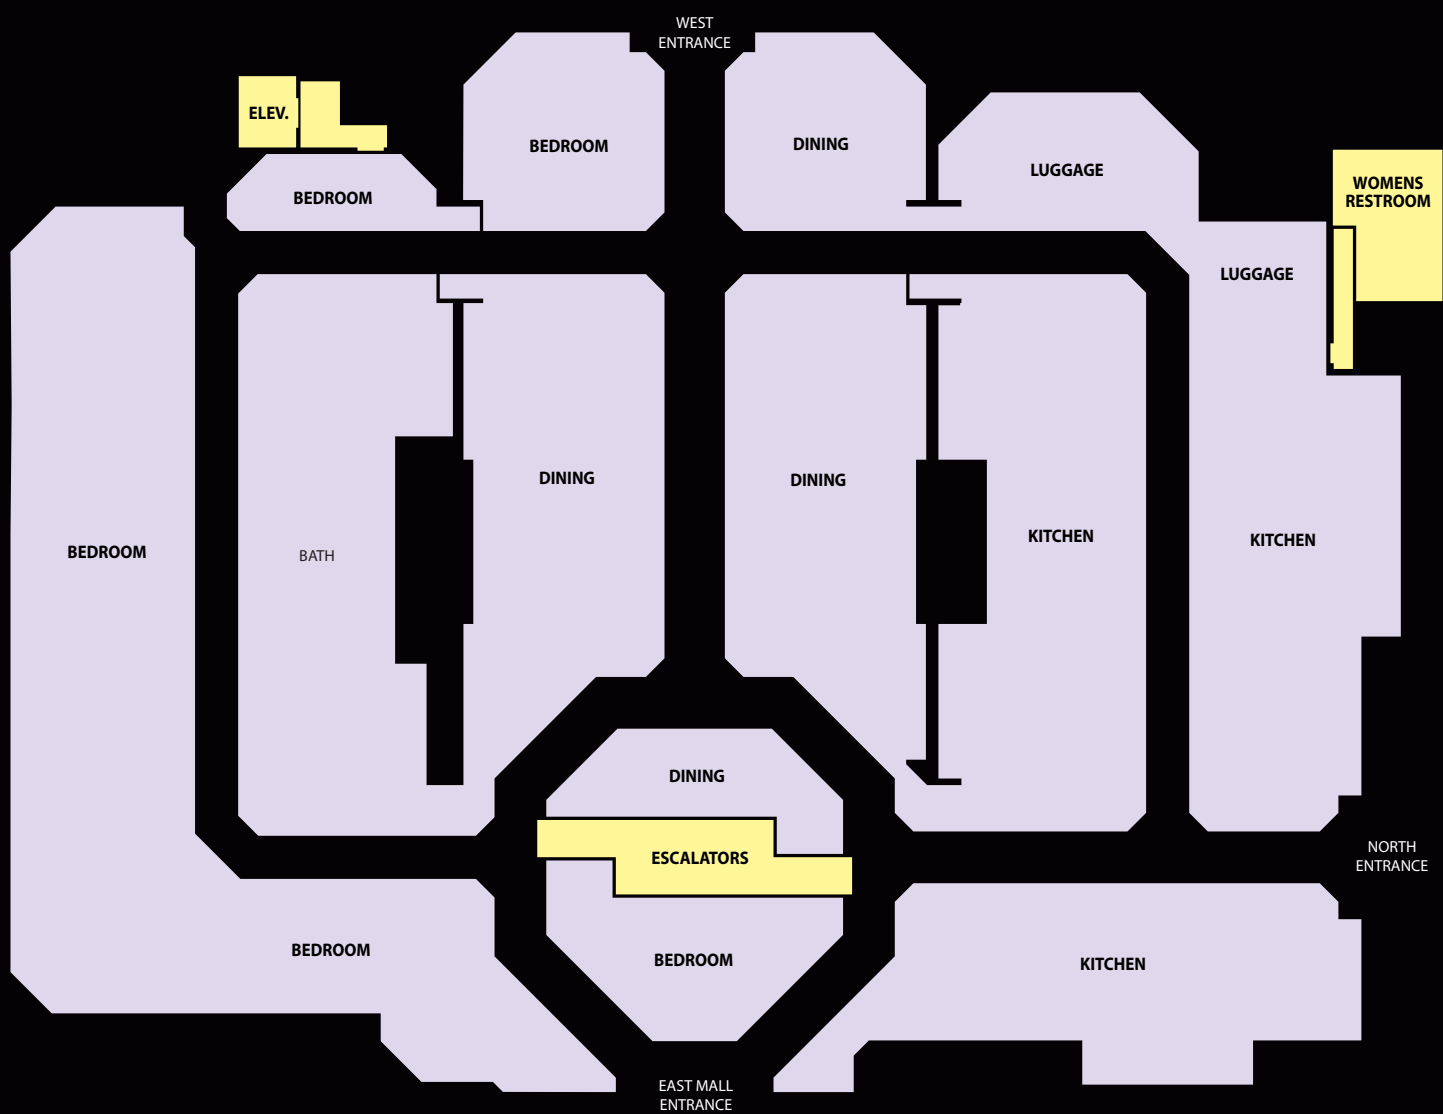 WEST
ENTRANCE
ELEV.
BEDROOM
DINING
LUGGAGE
WOMENS
RESTROOM
BEDROOM
LUGGAGE
DINING
DINING
KITCHEN
KITCHEN
BEDROOM
BATH
DINING
ESCALATORS
NORTH
ENTRANCE
BEDROOM
BEDROOM
KITCHEN
EAST MALL
ENTRANCE